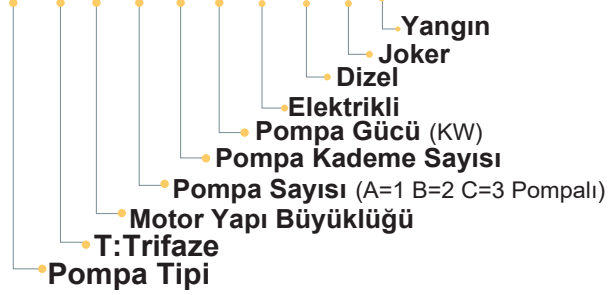 Yangın
Joker
Dizel
Elektrikli
Pompa Gücü (KW)
Pompa Kademe Sayısı
Pompa Sayısı (A=1 B=2 C=3 Pompalı)
Motor Yapı Büyüklüğü
T:Trifaze
Pompa Tipi